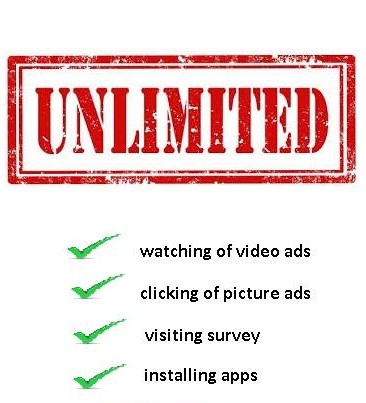 UNLIMITED
watching of video ads
clicking of picture ads
visiting survey
installing apps